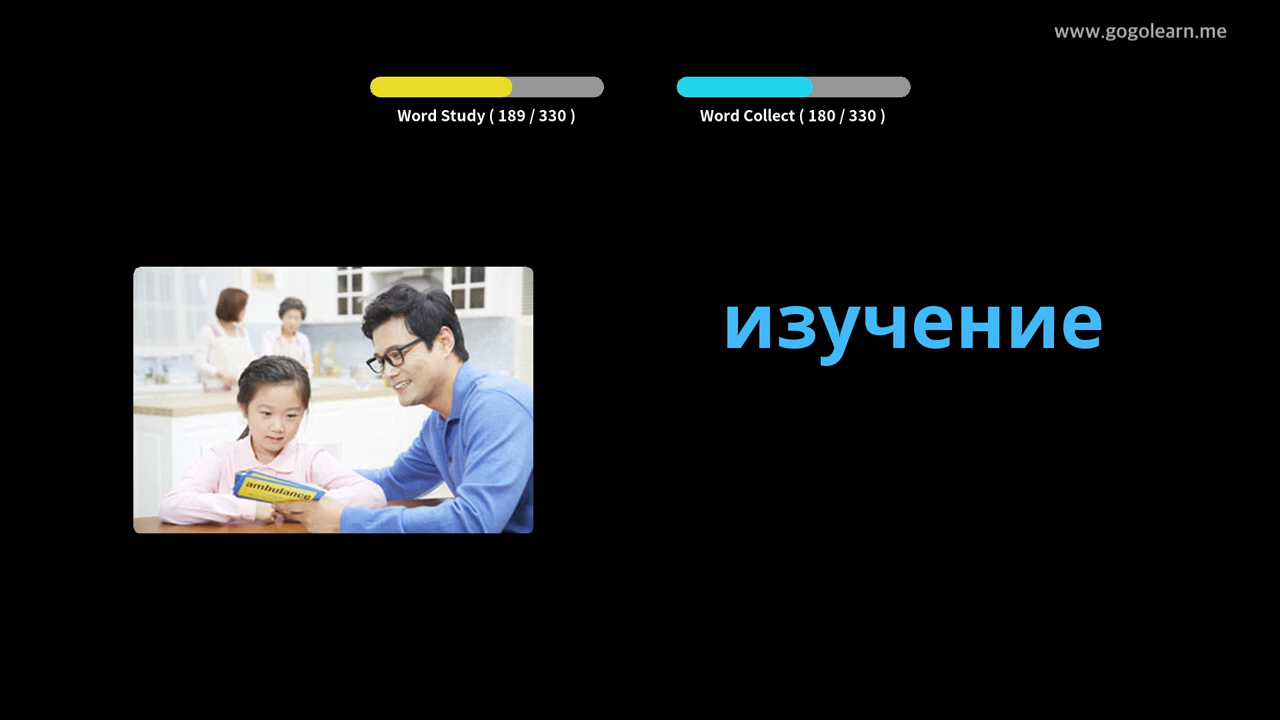 www.gogolearn.me
Word Study ( 189 / 330 )
Word Collect ( 180 / 330 )
изучение
ambulance